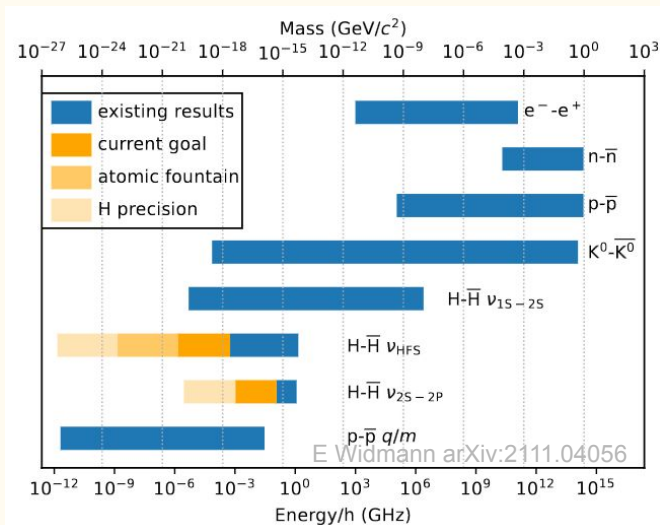 Mass (GeV/c²)
10⁻²⁷ 10⁻²⁴ 10⁻²¹ 10⁻¹⁸ 10⁻¹⁵ 10⁻¹² 10⁻⁹ 10⁻⁶ 10⁻³ 10⁰
existing results
current goal
atomic fountain
H precision
e⁻-e⁺
n-n̅
p-p̅
K⁰-K̅⁰
H-H̅ ν1S−2S
H-H̅ νHFS
H-H̅ ν2S−2P
p-p̅ q/m
E Widmann arXiv:2111.04056
10⁻¹² 10⁻⁹ 10⁻⁶ 10⁻³ 10⁰ 10³ 10⁶ 10⁹ 10¹² 10¹⁵
Energy/h (GHz)